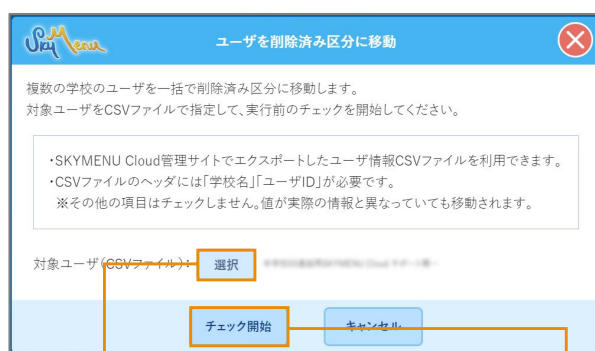 SkyMenu
ユーザを削除済み区分に移動
複数の学校のユーザを一括で削除済み区分に移動します。
対象ユーザをCSVファイルで指定して、実行前のチェックを開始してください。
・SKYMENU Cloud管理サイトでエクスポートしたユーザ情報CSVファイルを利用できます。
・CSVファイルのヘッダには「学校名」「ユーザID」が必要です。
※その他の項目はチェックしません。値が実際の情報と異なっていても移動されます。
対象ユーザ(CSVファイル): 選択
チェック開始 キャンセル